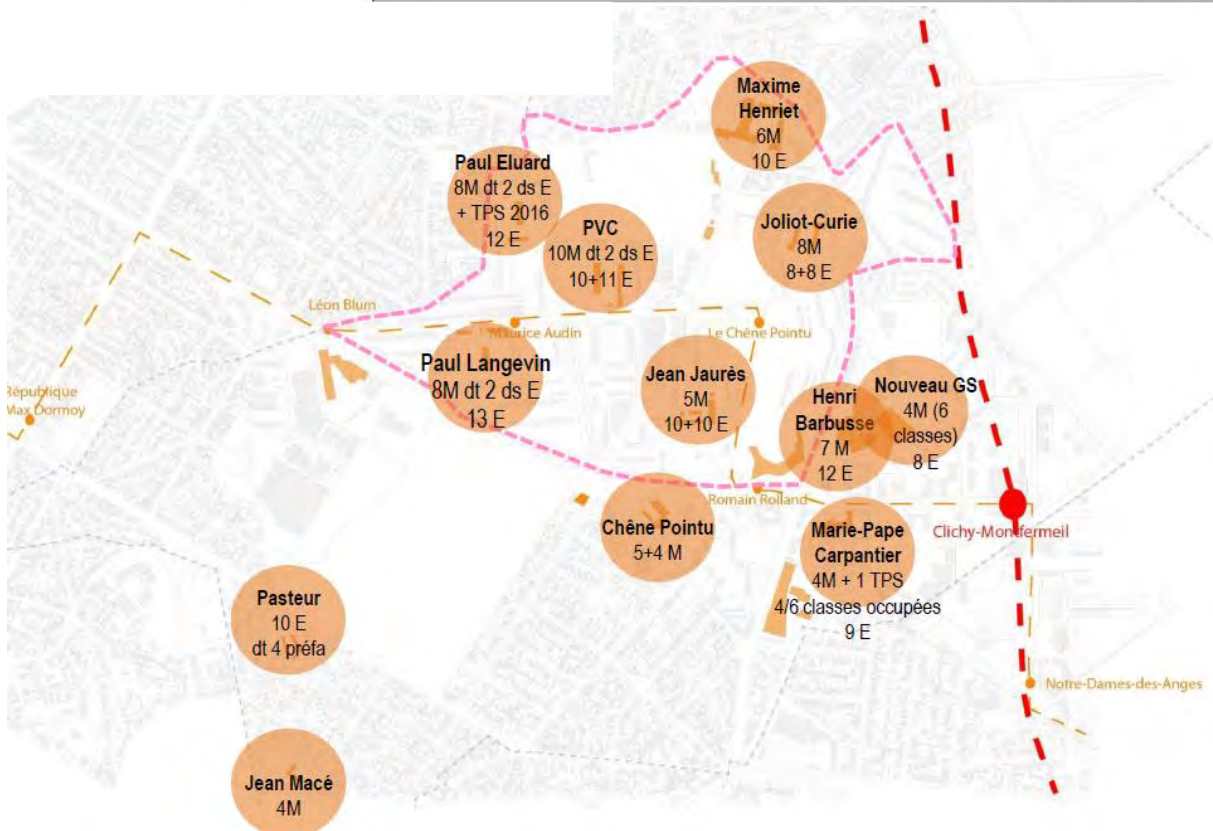 Maxime
Henriet
6M
10 E
Paul Eluard
8M dt 2 ds E
+ TPS 2016
12 E
PVC
10M dt 2 ds E
10+11 E
Joliot-Curie
8M
8+8 E
Léon Blum
Maurice Audin
Le Chêne Pointu
République
Max Dormoy
Paul Langevin
8M dt 2 ds E
13 E
Jean Jaurès
5M
10+10 E
Henri
Barbusse
7 M
12 E
Nouveau GS
4M (6
classes)
8 E
Romain Rolland
Chêne Pointu
5+4 M
Marie-Pape
Carpantier
4M + 1 TPS
4/6 classes occupées
9 E
Clichy-Montfermeil
Pasteur
10 E
dt 4 préfa
Notre-Dames-des-Anges
Jean Macé
4M